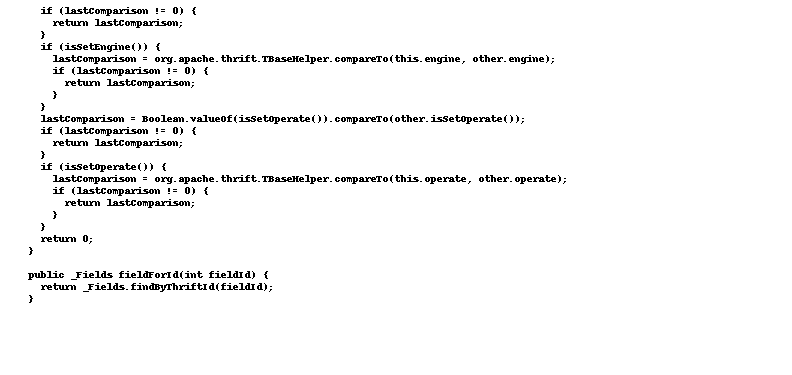 if (lastComparison != 0) {
      return lastComparison;
    }
    if (isSetEngine()) {
      lastComparison = org.apache.thrift.TBaseHelper.compareTo(this.engine, other.engine);
      if (lastComparison != 0) {
        return lastComparison;
      }
    }
    lastComparison = Boolean.valueOf(isSetOperate()).compareTo(other.isSetOperate());
    if (lastComparison != 0) {
      return lastComparison;
    }
    if (isSetOperate()) {
      lastComparison = org.apache.thrift.TBaseHelper.compareTo(this.operate, other.operate);
      if (lastComparison != 0) {
        return lastComparison;
      }
    }
    return 0;
  }

  public _Fields fieldForId(int fieldId) {
    return _Fields.findByThriftId(fieldId);
  }